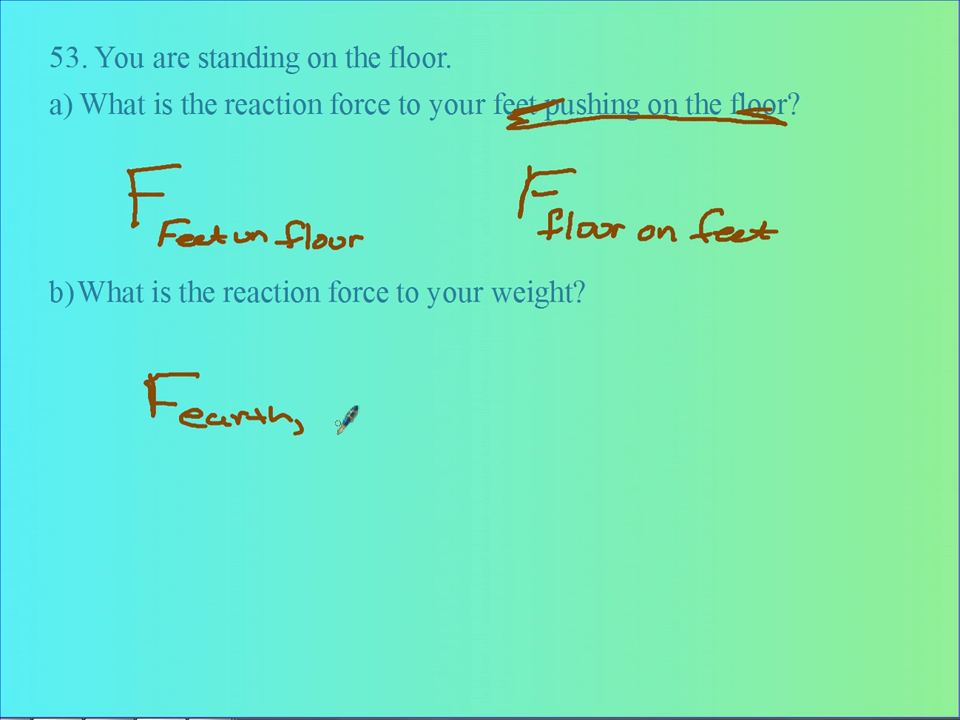 53. You are standing on the floor.
a) What is the reaction force to your feet pushing on the floor?
F Feet on floor F floor on feet
b) What is the reaction force to your weight?
F earth,